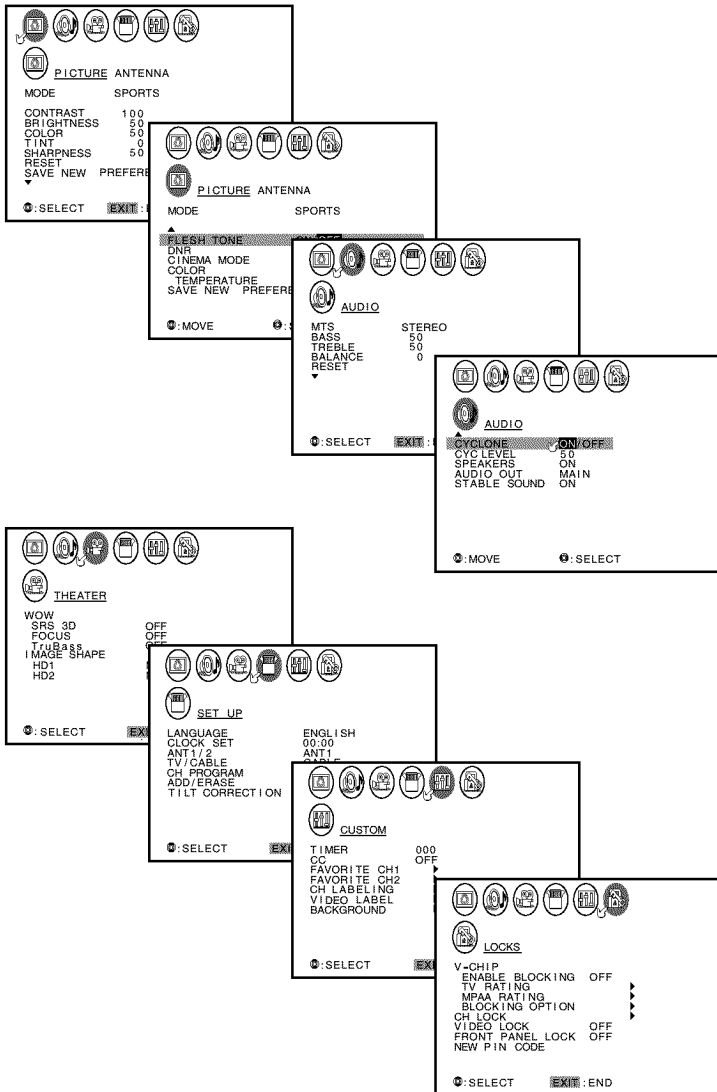 PICTURE ANTENNA
MODE SPORTS
CONTRAST 100
BRIGHTNESS 50
COLOR 50
TINT 0
SHARPNESS 50
RESET
SAVE NEW PREFERE
:SELECT EXIT :
PICTURE ANTENNA
MODE SPORTS
FLESH TONE
DNR
CINEMA MODE
COLOR
TEMPERATURE
SAVE NEW PREFERE
:MOVE :
AUDIO
MTS STEREO
BASS 50
TREBLE 50
BALANCE 0
RESET
:SELECT EXIT :
AUDIO
CYCLONE ON/OFF
CYC LEVEL 50
SPEAKERS ON
AUDIO OUT MAIN
STABLE SOUND ON
:MOVE :SELECT
THEATER
WOW
SRS 3D OFF
FOCUS OFF
TruBass OFF
IMAGE SHAPE
HD1
HD2
:SELECT EXI
SET UP
LANGUAGE ENGLISH
CLOCK SET 00:00
ANT1/2 ANT1
TV/CABLE CABLE
CH PROGRAM
ADD/ERASE
TILT CORRECTION
:SELECT EXI
CUSTOM
TIMER 000
CC OFF
FAVORITE CH1
FAVORITE CH2
CH LABELING
VIDEO LABEL
BACKGROUND
:SELECT EXI
LOCKS
V-CHIP
ENABLE BLOCKING OFF
TV RATING
MPAA RATING
BLOCKING OPTION
CH LOCK
VIDEO LOCK OFF
FRONT PANEL LOCK OFF
NEW PIN CODE
:SELECT EXIT :END